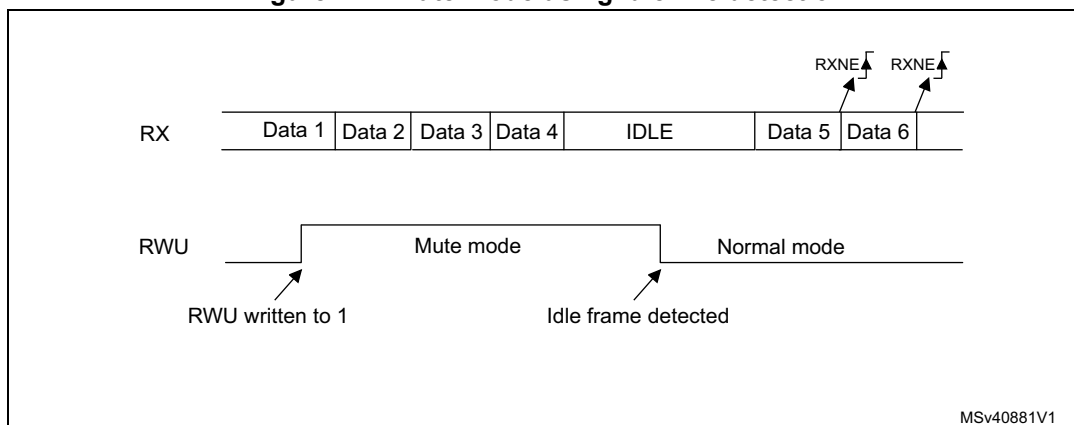 RXNE RXNE
RX Data 1 Data 2 Data 3 Data 4 IDLE Data 5 Data 6
RWU Mute mode Normal mode
RWU written to 1 Idle frame detected
MSv40881V1